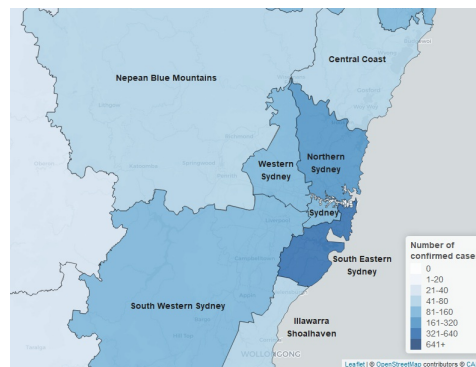 Central Coast
Nepean Blue Mountains
Western
Sydney
Northern
Sydney
Sydney
South Eastern
Sydney
South Western Sydney
Illawarra
Shoalhaven
WOLLONGONG
Number of
confirmed case
0
1-20
21-40
41-80
81-160
161-320
321-640
641+
Leaflet | © OpenStreetMap contributors © CA